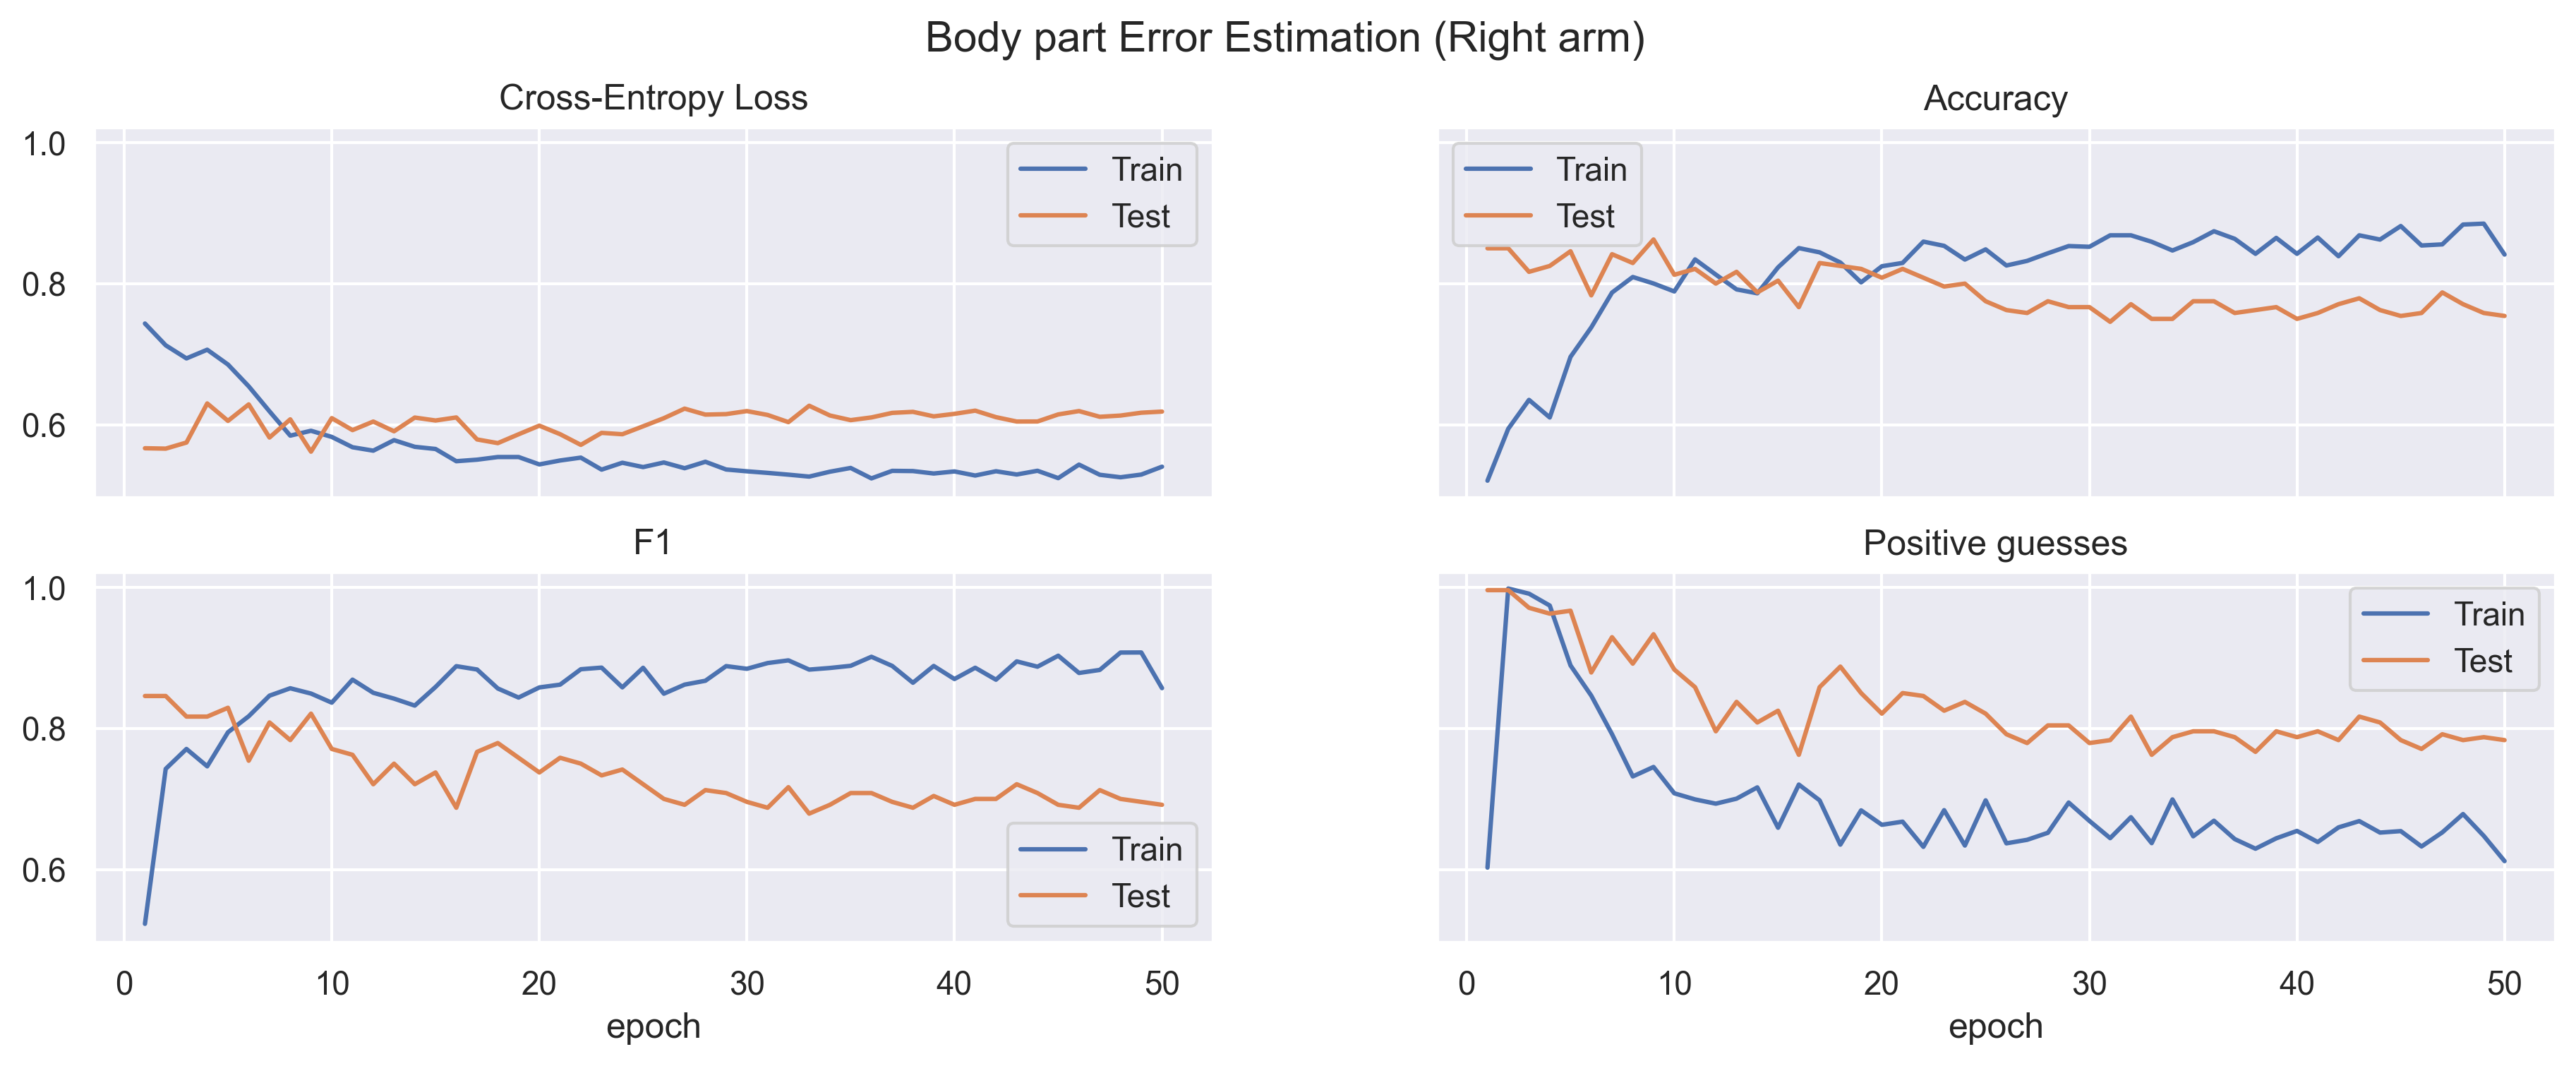 Body part Error Estimation (Right arm)
Cross-Entropy Loss
1.0
0.8
0.6
Train
Test
Accuracy
Train
Test
F1
1.0
0.8
0.6
Train
Test
0 10 20 30 40 50
epoch
Positive guesses
Train
Test
0 10 20 30 40 50
epoch